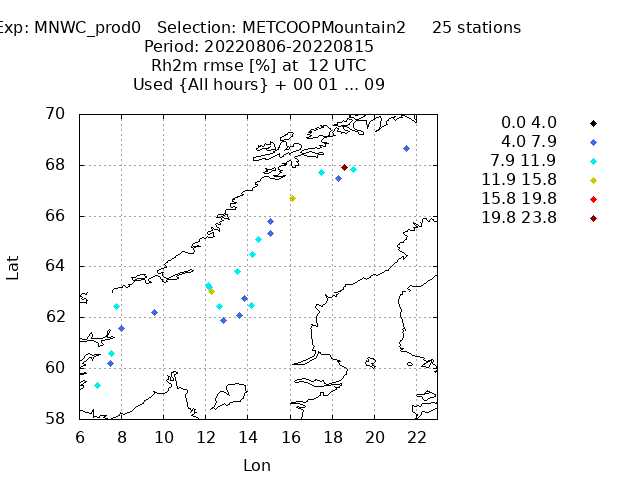 Exp: MNWC_prod0   Selection: METCOOPMountain2     25 stations
Period: 20220806-20220815
Rh2m rmse [%] at  12 UTC
Used {All hours} + 00 01 ... 09
70
68
66
64
62
60
58
Lat
6 8 10 12 14 16 18 20 22
Lon
0.0 4.0
4.0 7.9
7.9 11.9
11.9 15.8
15.8 19.8
19.8 23.8